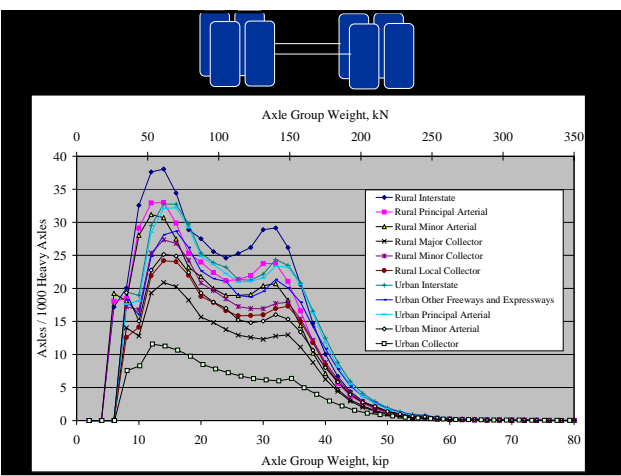 Axle Group Weight, kN
0 50 100 150 200 250 300 350
40
35
30
25
20
15
10
5
0
Axles / 1000 Heavy Axles
Rural Interstate
Rural Principal Arterial
Rural Minor Arterial
Rural Major Collector
Rural Minor Collector
Rural Local Collector
Urban Interstate
Urban Other Freeways and Expressways
Urban Principal Arterial
Urban Minor Arterial
Urban Collector
0 10 20 30 40 50 60 70 80
Axle Group Weight, kip